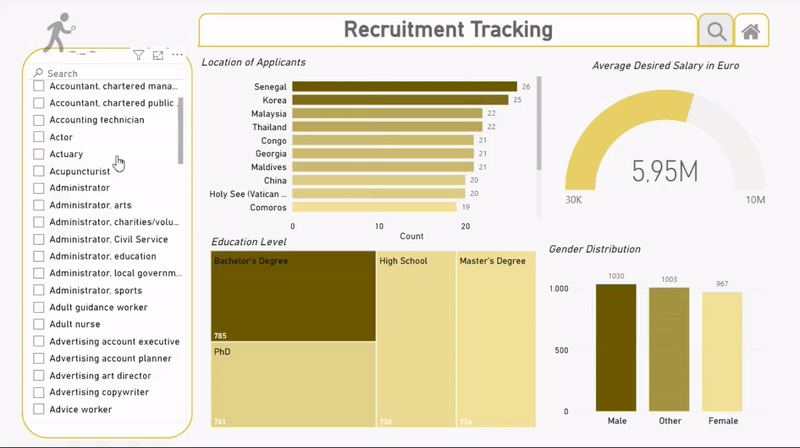 Recruitment Tracking
Search
Accountant, chartered mana...
Accountant, chartered public ...
Accounting technician
Actor
Actuary
Acupuncturist
Administrator
Administrator, arts
Administrator, charities/volu...
Administrator, Civil Service
Administrator, education
Administrator, local governm...
Administrator, sports
Adult guidance worker
Adult nurse
Advertising account executive
Advertising account planner
Advertising art director
Advertising copywriter
Advice worker
Location of Applicants
Senegal 26
Korea 25
Malaysia 22
Thailand 22
Congo 21
Georgia 21
Maldives 21
China 20
Holy See (Vatican ... 20
Comoros 19
0 10 20
Count
Average Desired Salary in Euro
5,95M
30K 10M
Education Level
Bachelor's Degree
785
PhD
741
High School
738
Master's Degree
734
Gender Distribution
1030 1003 967
1.000
500
0
Male Other Female